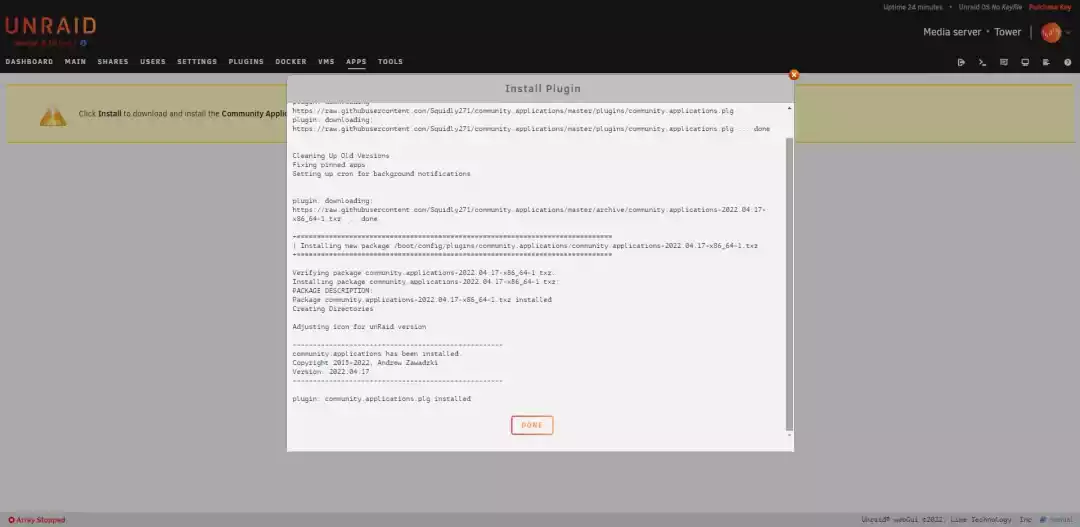 Uptime 24 minutes • Unraid OS No Keyfile Purchase Key
UNRAID
Media server • Tower
DASHBOARD MAIN SHARES USERS SETTINGS PLUGINS DOCKER VMS APPS TOOLS
Install Plugin
Click Install to download and install the Community Applic
plugin: downloading:
https://raw.githubusercontent.com/Squidly271/community.applications/master/plugins/community.applications.plg
plugin: downloading:
https://raw.githubusercontent.com/Squidly271/community.applications/master/plugins/community.applications.plg ... done
Cleaning Up Old Versions
Fixing pinned apps
Setting up cron for background notifications
plugin: downloading:
https://raw.githubusercontent.com/Squidly271/community.applications/master/archive/community.applications-2022.04.17-
x86_64-1.txz ... done
+==============================================================================
| Installing new package /boot/config/plugins/community.applications/community.applications-2022.04.17-x86_64-1.txz
+==============================================================================
Verifying package community.applications-2022.04.17-x86_64-1.txz.
Installing package community.applications-2022.04.17-x86_64-1.txz:
PACKAGE DESCRIPTION:
Package community.applications-2022.04.17-x86_64-1.txz installed.
Creating Directories
Adjusting icon for unRaid version
----------------------------------------------------
community.applications has been installed.
Copyright 2015-2022, Andrew Zawadzki
Version: 2022.04.17
----------------------------------------------------
plugin: community.applications.plg installed
DONE
Array Stopped
Unraid® webGui ©2022, Lime Technology, Inc. manual